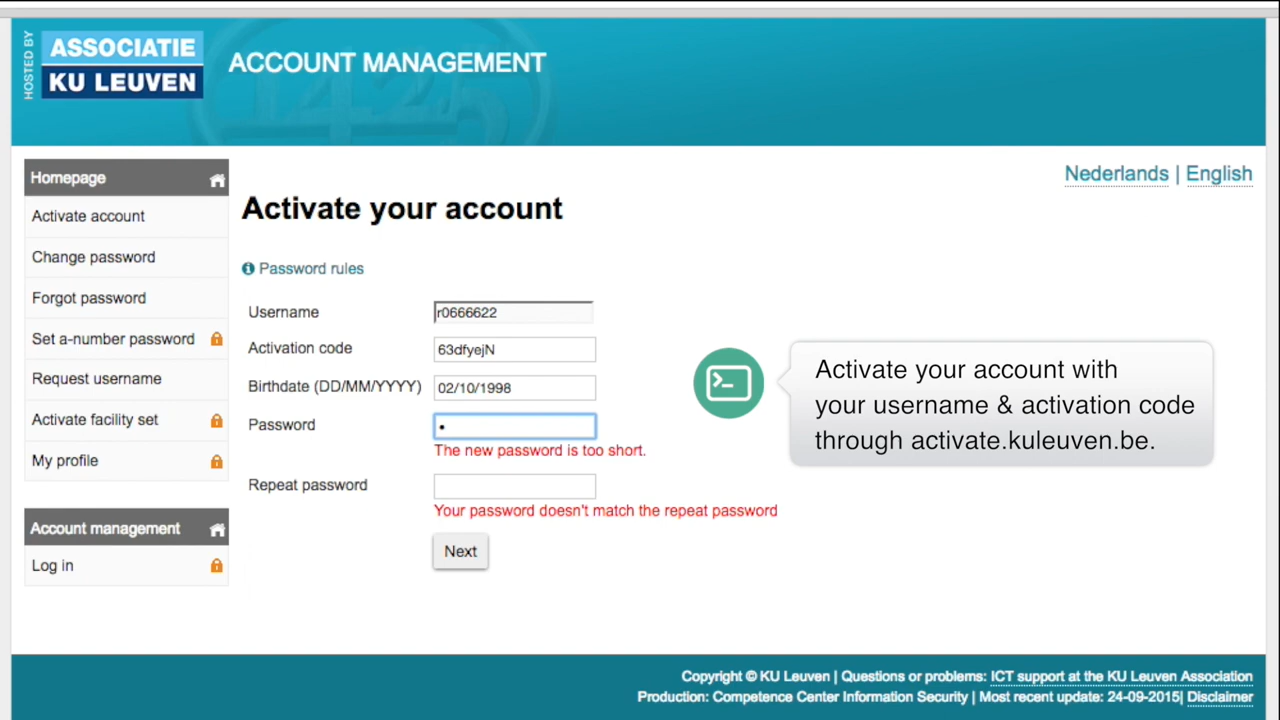 HOSTED BY
ASSOCIATIE
KU LEUVEN
ACCOUNT MANAGEMENT
Nederlands | English
Homepage
Activate account
Change password
Forgot password
Set a-number password
Request username
Activate facility set
My profile
Account management
Log in
Activate your account
Password rules
Username r0666622
Activation code 63dfyejN
Birthdate (DD/MM/YYYY) 02/10/1998
Password •
The new password is too short.
Repeat password
Your password doesn't match the repeat password
Next
Activate your account with
your username & activation code
through activate.kuleuven.be.
Copyright © KU Leuven | Questions or problems: ICT support at the KU Leuven Association
Production: Competence Center Information Security | Most recent update: 24-09-2015| Disclaimer